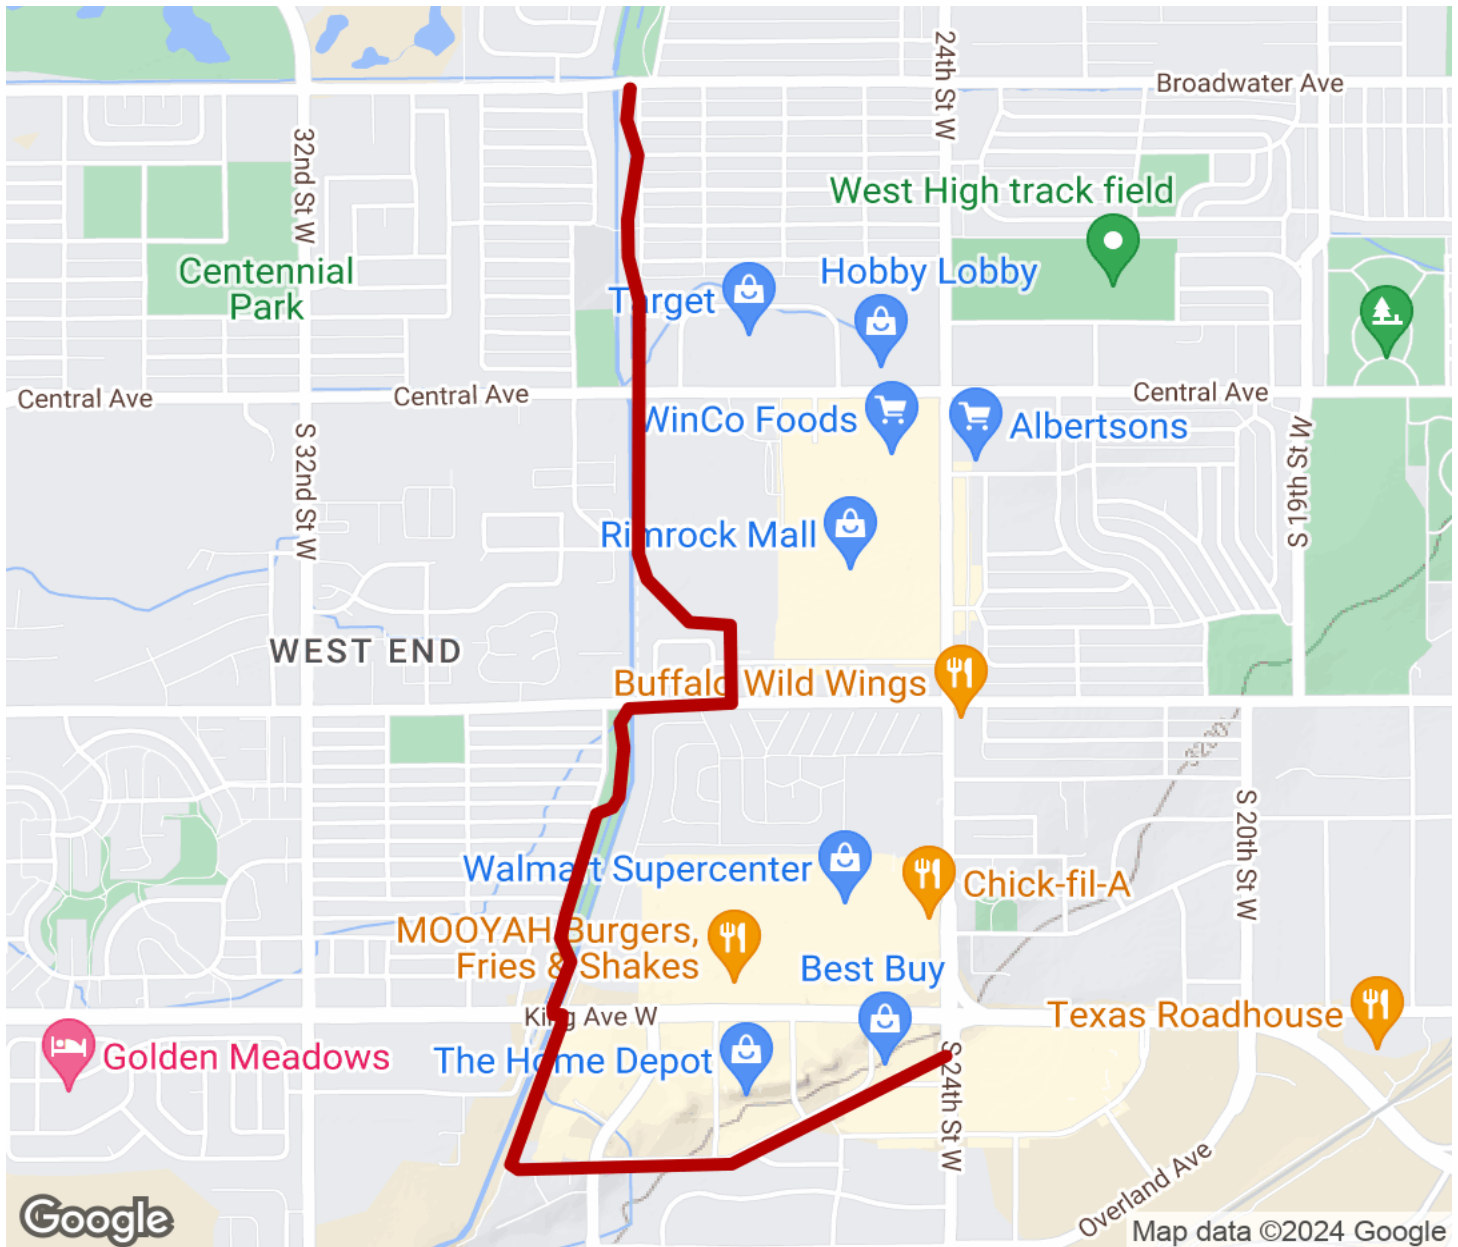 24th St W
Broadwater Ave
32nd St W
West High track field
Centennial
Park
Hobby Lobby
Target
Central Ave
Central Ave
Central Ave
WinCo Foods
Albertsons
S 32nd St W
S 19th St W
Rimrock Mall
WEST END
Buffalo Wild Wings
S 20th St W
Walmart Supercenter
Chick-fil-A
MOOYAH Burgers,
Fries & Shakes
Best Buy
King Ave W
Texas Roadhouse
Golden Meadows
The Home Depot
S 24th St W
Overland Ave
Google
Map data ©2024 Google